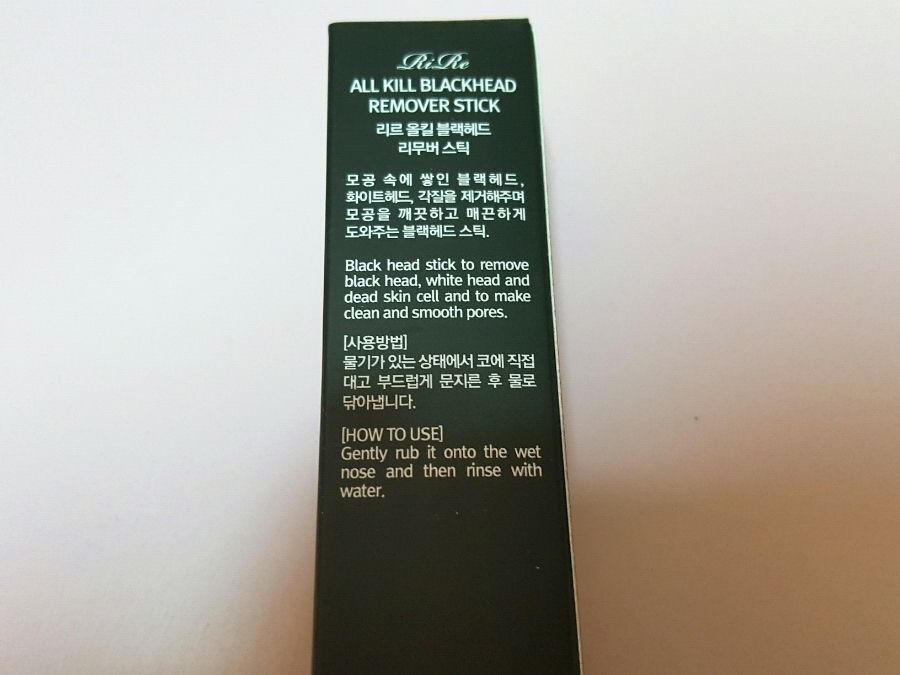 RiRe
ALL KILL BLACKHEAD
REMOVER STICK
리르 올킬 블랙헤드
리무버 스틱
모공 속에 쌓인 블랙헤드,
화이트헤드, 각질을 제거해주며
모공을 깨끗하고 매끈하게
도와주는 블랙헤드 스틱.
Black head stick to remove
black head, white head and
dead skin cell and to make
clean and smooth pores.
[사용방법]
물기가 있는 상태에서 코에 직접
대고 부드럽게 문지른 후 물로
닦아냅니다.
[HOW TO USE]
Gently rub it onto the wet
nose and then rinse with
water.